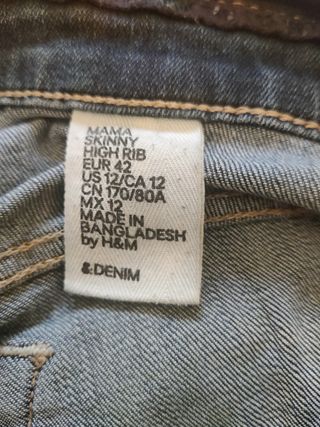 MAMA
SKINNY
HIGH RIB
EUR 42
US 12/CA 12
CN 170/80A
MX 12
MADE IN
BANGLADESH
by H&M
&DENIM